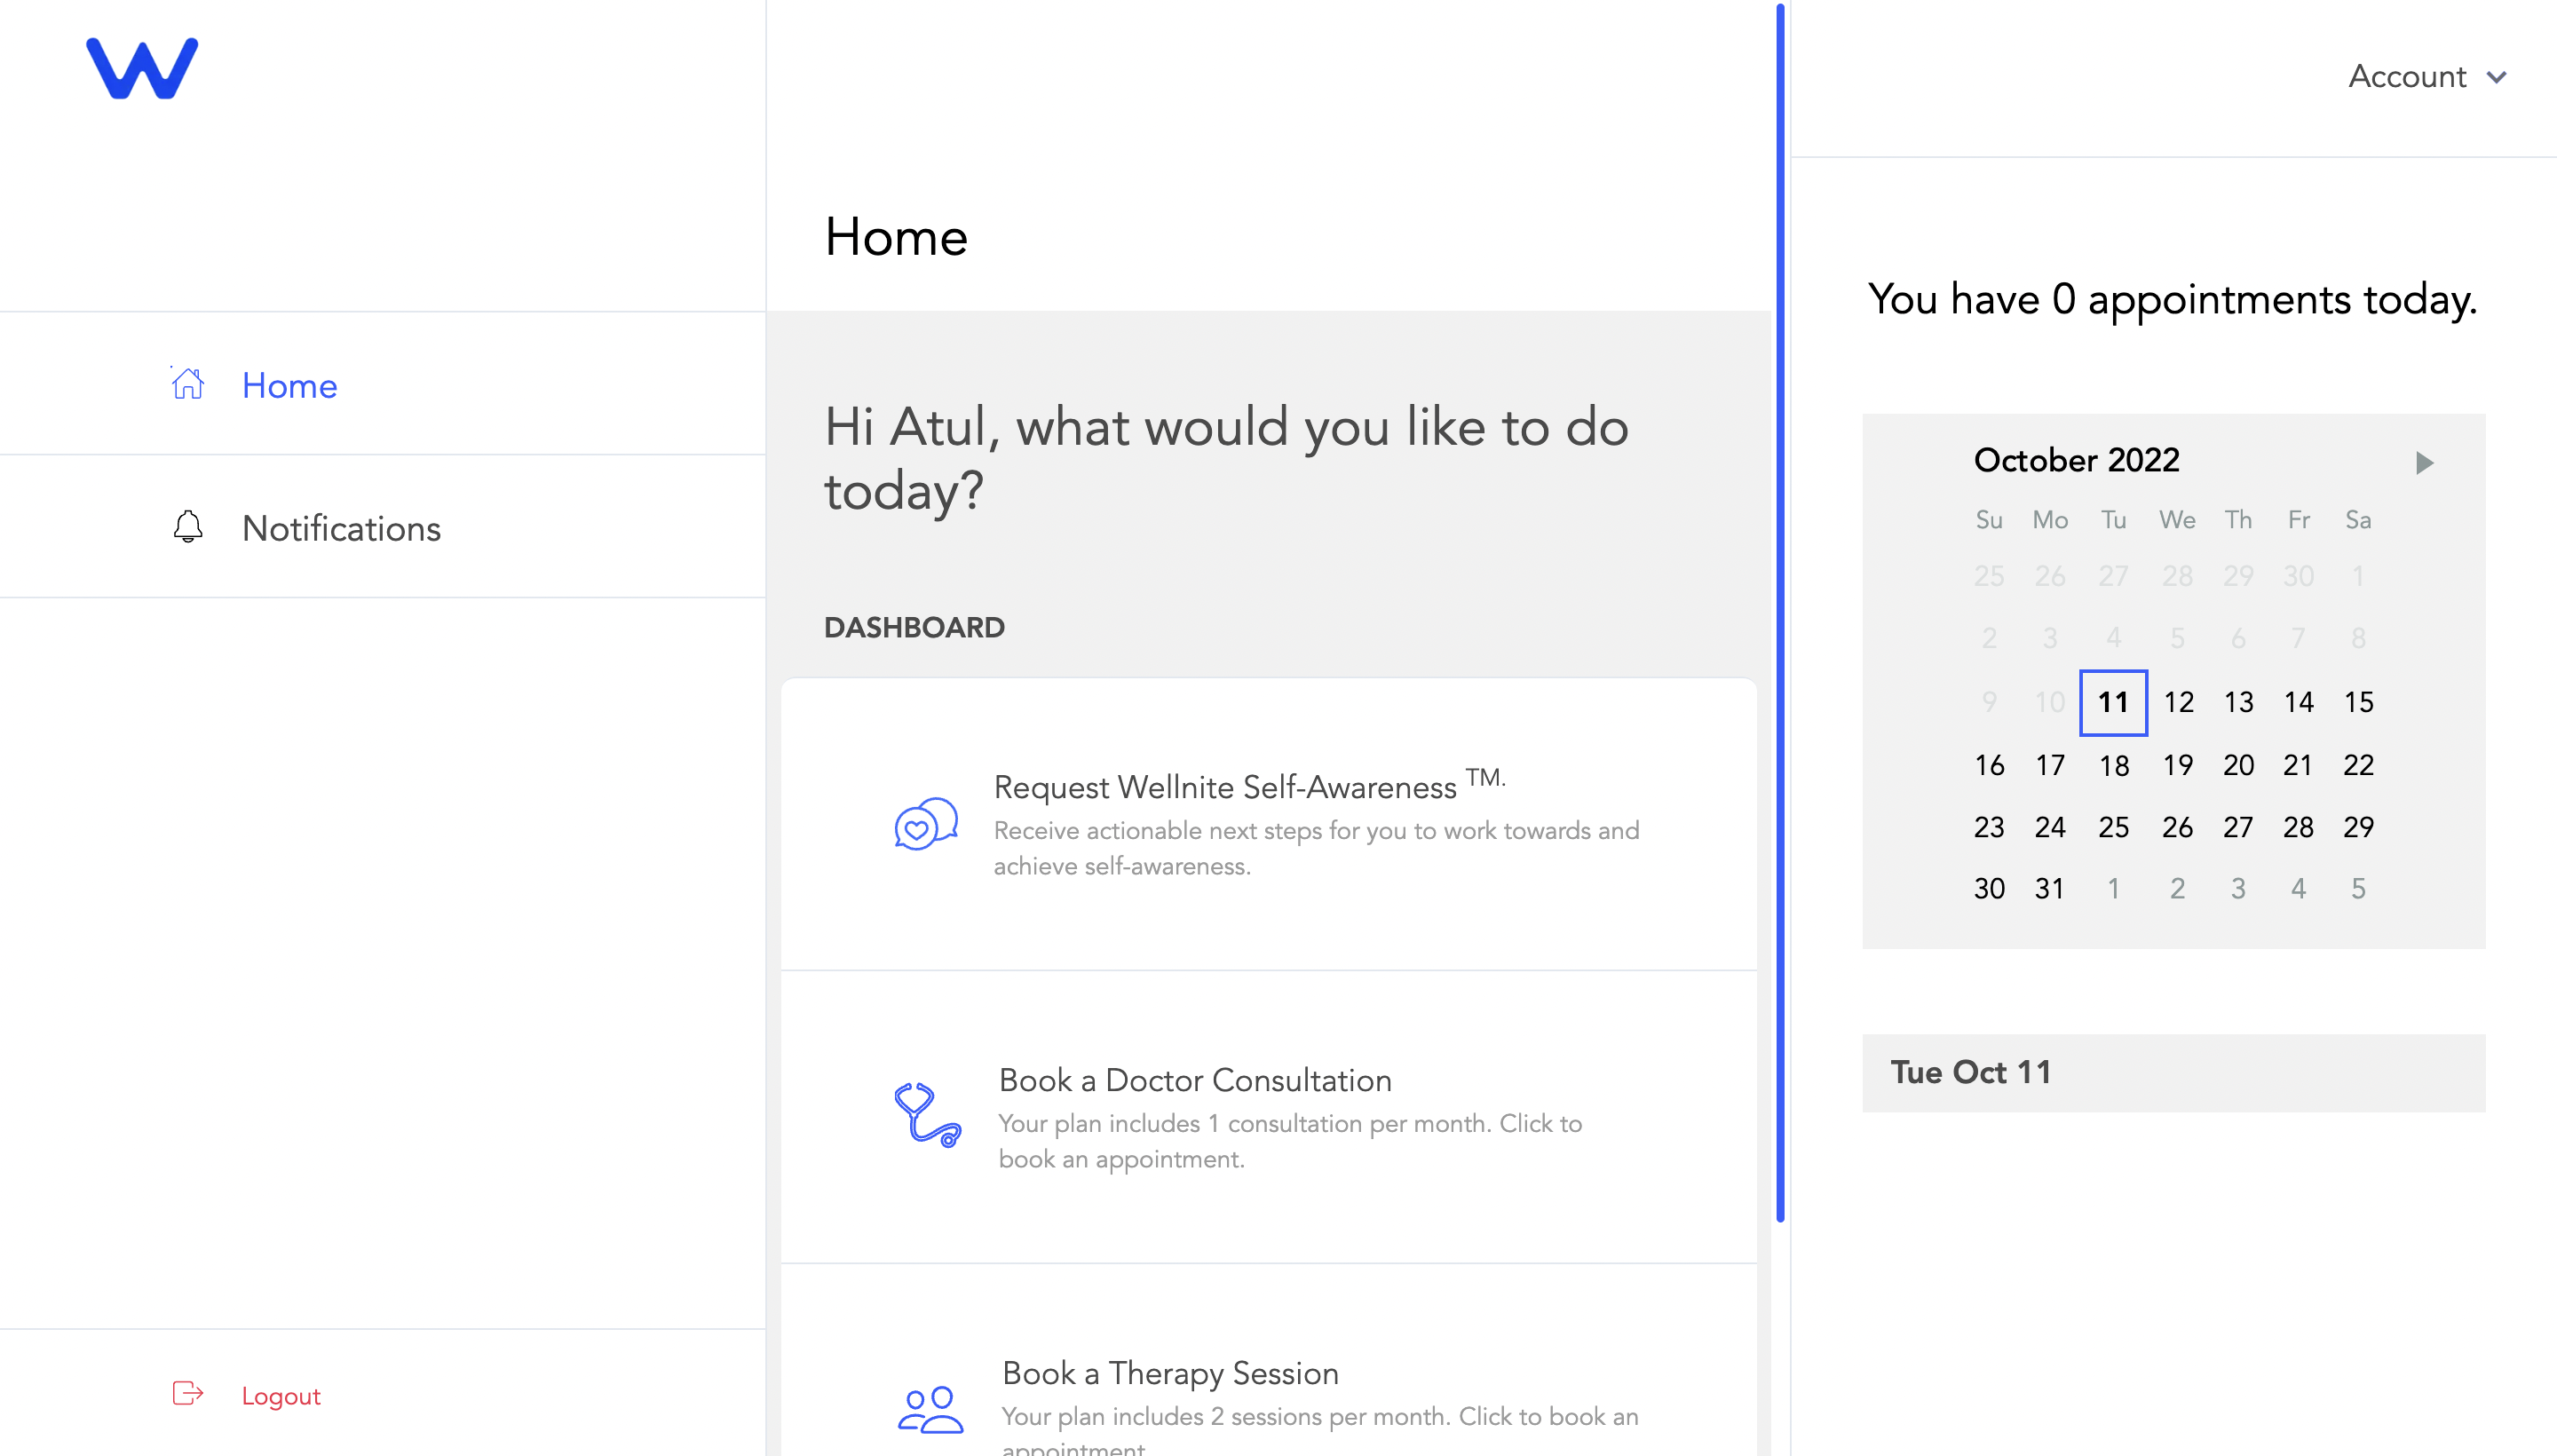 W
Home
Notifications
Logout
Home
Hi Atul, what would you like to do
today?
DASHBOARD
Request Wellnite Self-Awareness TM.
Receive actionable next steps for you to work towards and
achieve self-awareness.
Book a Doctor Consultation
Your plan includes 1 consultation per month. Click to
book an appointment.
Book a Therapy Session
Your plan includes 2 sessions per month. Click to book an
appointment.
Account
You have 0 appointments today.
October 2022
Su Mo Tu We Th Fr Sa
25 26 27 28 29 30 1
2 3 4 5 6 7 8
9 10 11 12 13 14 15
16 17 18 19 20 21 22
23 24 25 26 27 28 29
30 31 1 2 3 4 5
Tue Oct 11